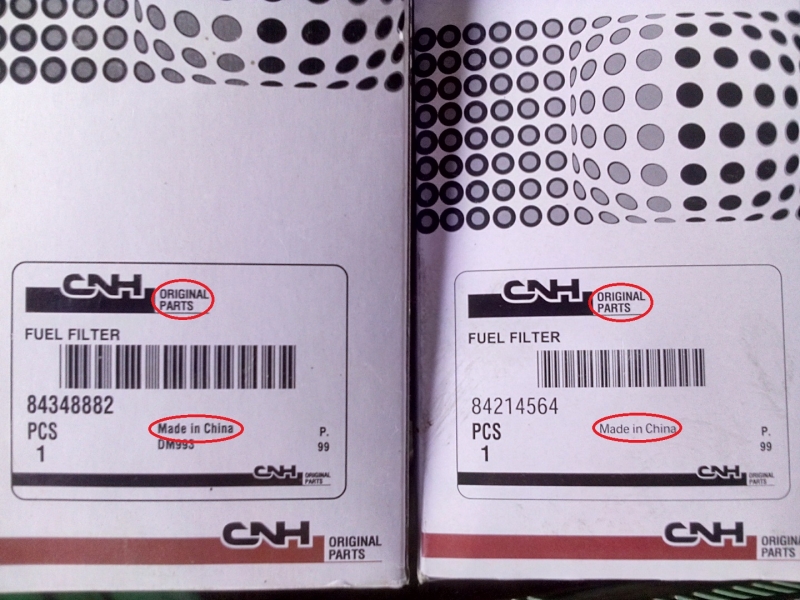 CNH ORIGINAL PARTS
FUEL FILTER
84348882
PCS Made in China P.
1 DM993 99
CNH ORIGINAL PARTS
CNH ORIGINAL PARTS
CNH ORIGINAL PARTS
FUEL FILTER
84214564
PCS Made in China P.
1 99
CNH ORIGINAL PARTS
CNH ORIGINAL PARTS